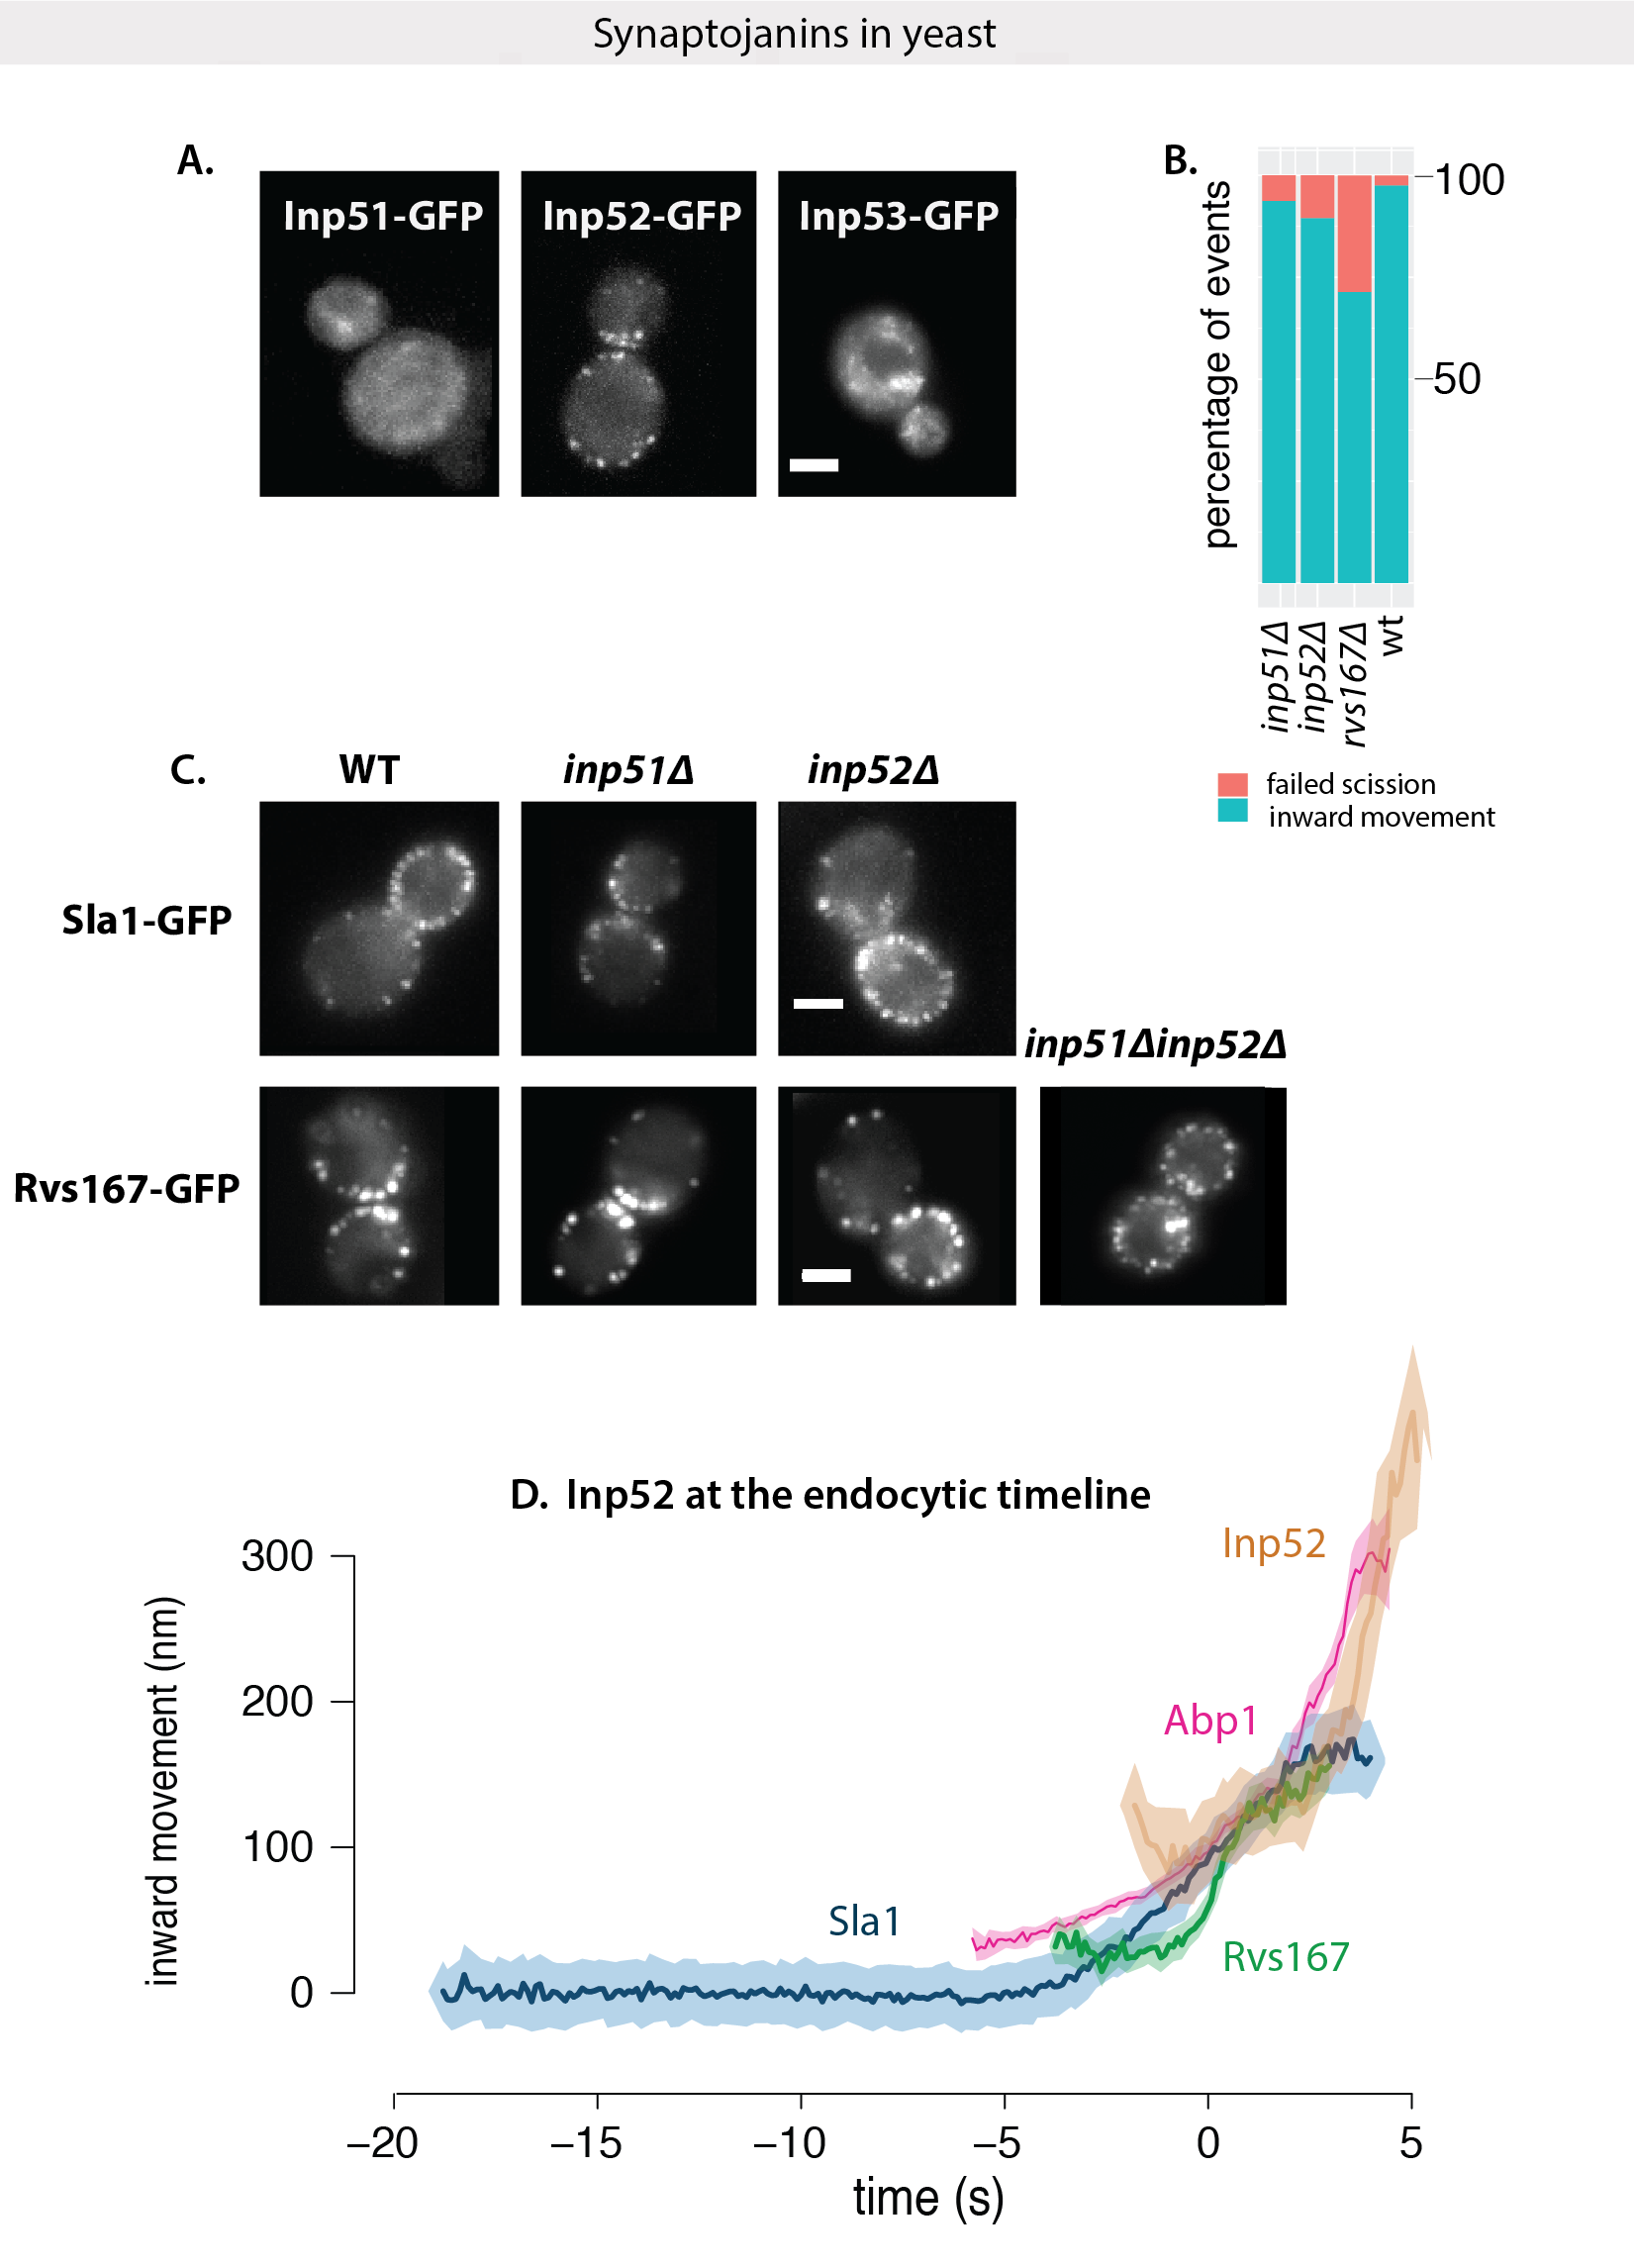 Synaptojanins in yeast
A.
Inp51-GFP
Inp52-GFP
Inp53-GFP
B.
percentage of events
100
50
inp51Δ
inp52Δ
rvs167Δ
wt
failed scission
inward movement
C.
WT
inp51Δ
inp52Δ
Sla1-GFP
inp51Δinp52Δ
Rvs167-GFP
D. Inp52 at the endocytic timeline
inward movement (nm)
300
200
100
0
Inp52
Abp1
Sla1
Rvs167
−20
−15
−10
−5
0
5
time (s)